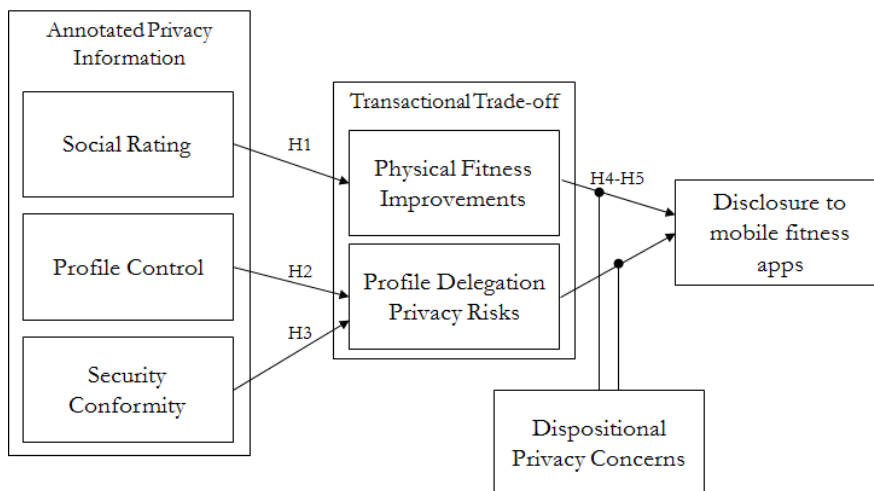 Annotated Privacy
Information
Social Rating
Profile Control
Security
Conformity
H1
H2
H3
Transactional Trade-off
Physical Fitness
Improvements
Profile Delegation
Privacy Risks
H4-H5
Disclosure to
mobile fitness
apps
Dispositional
Privacy Concerns